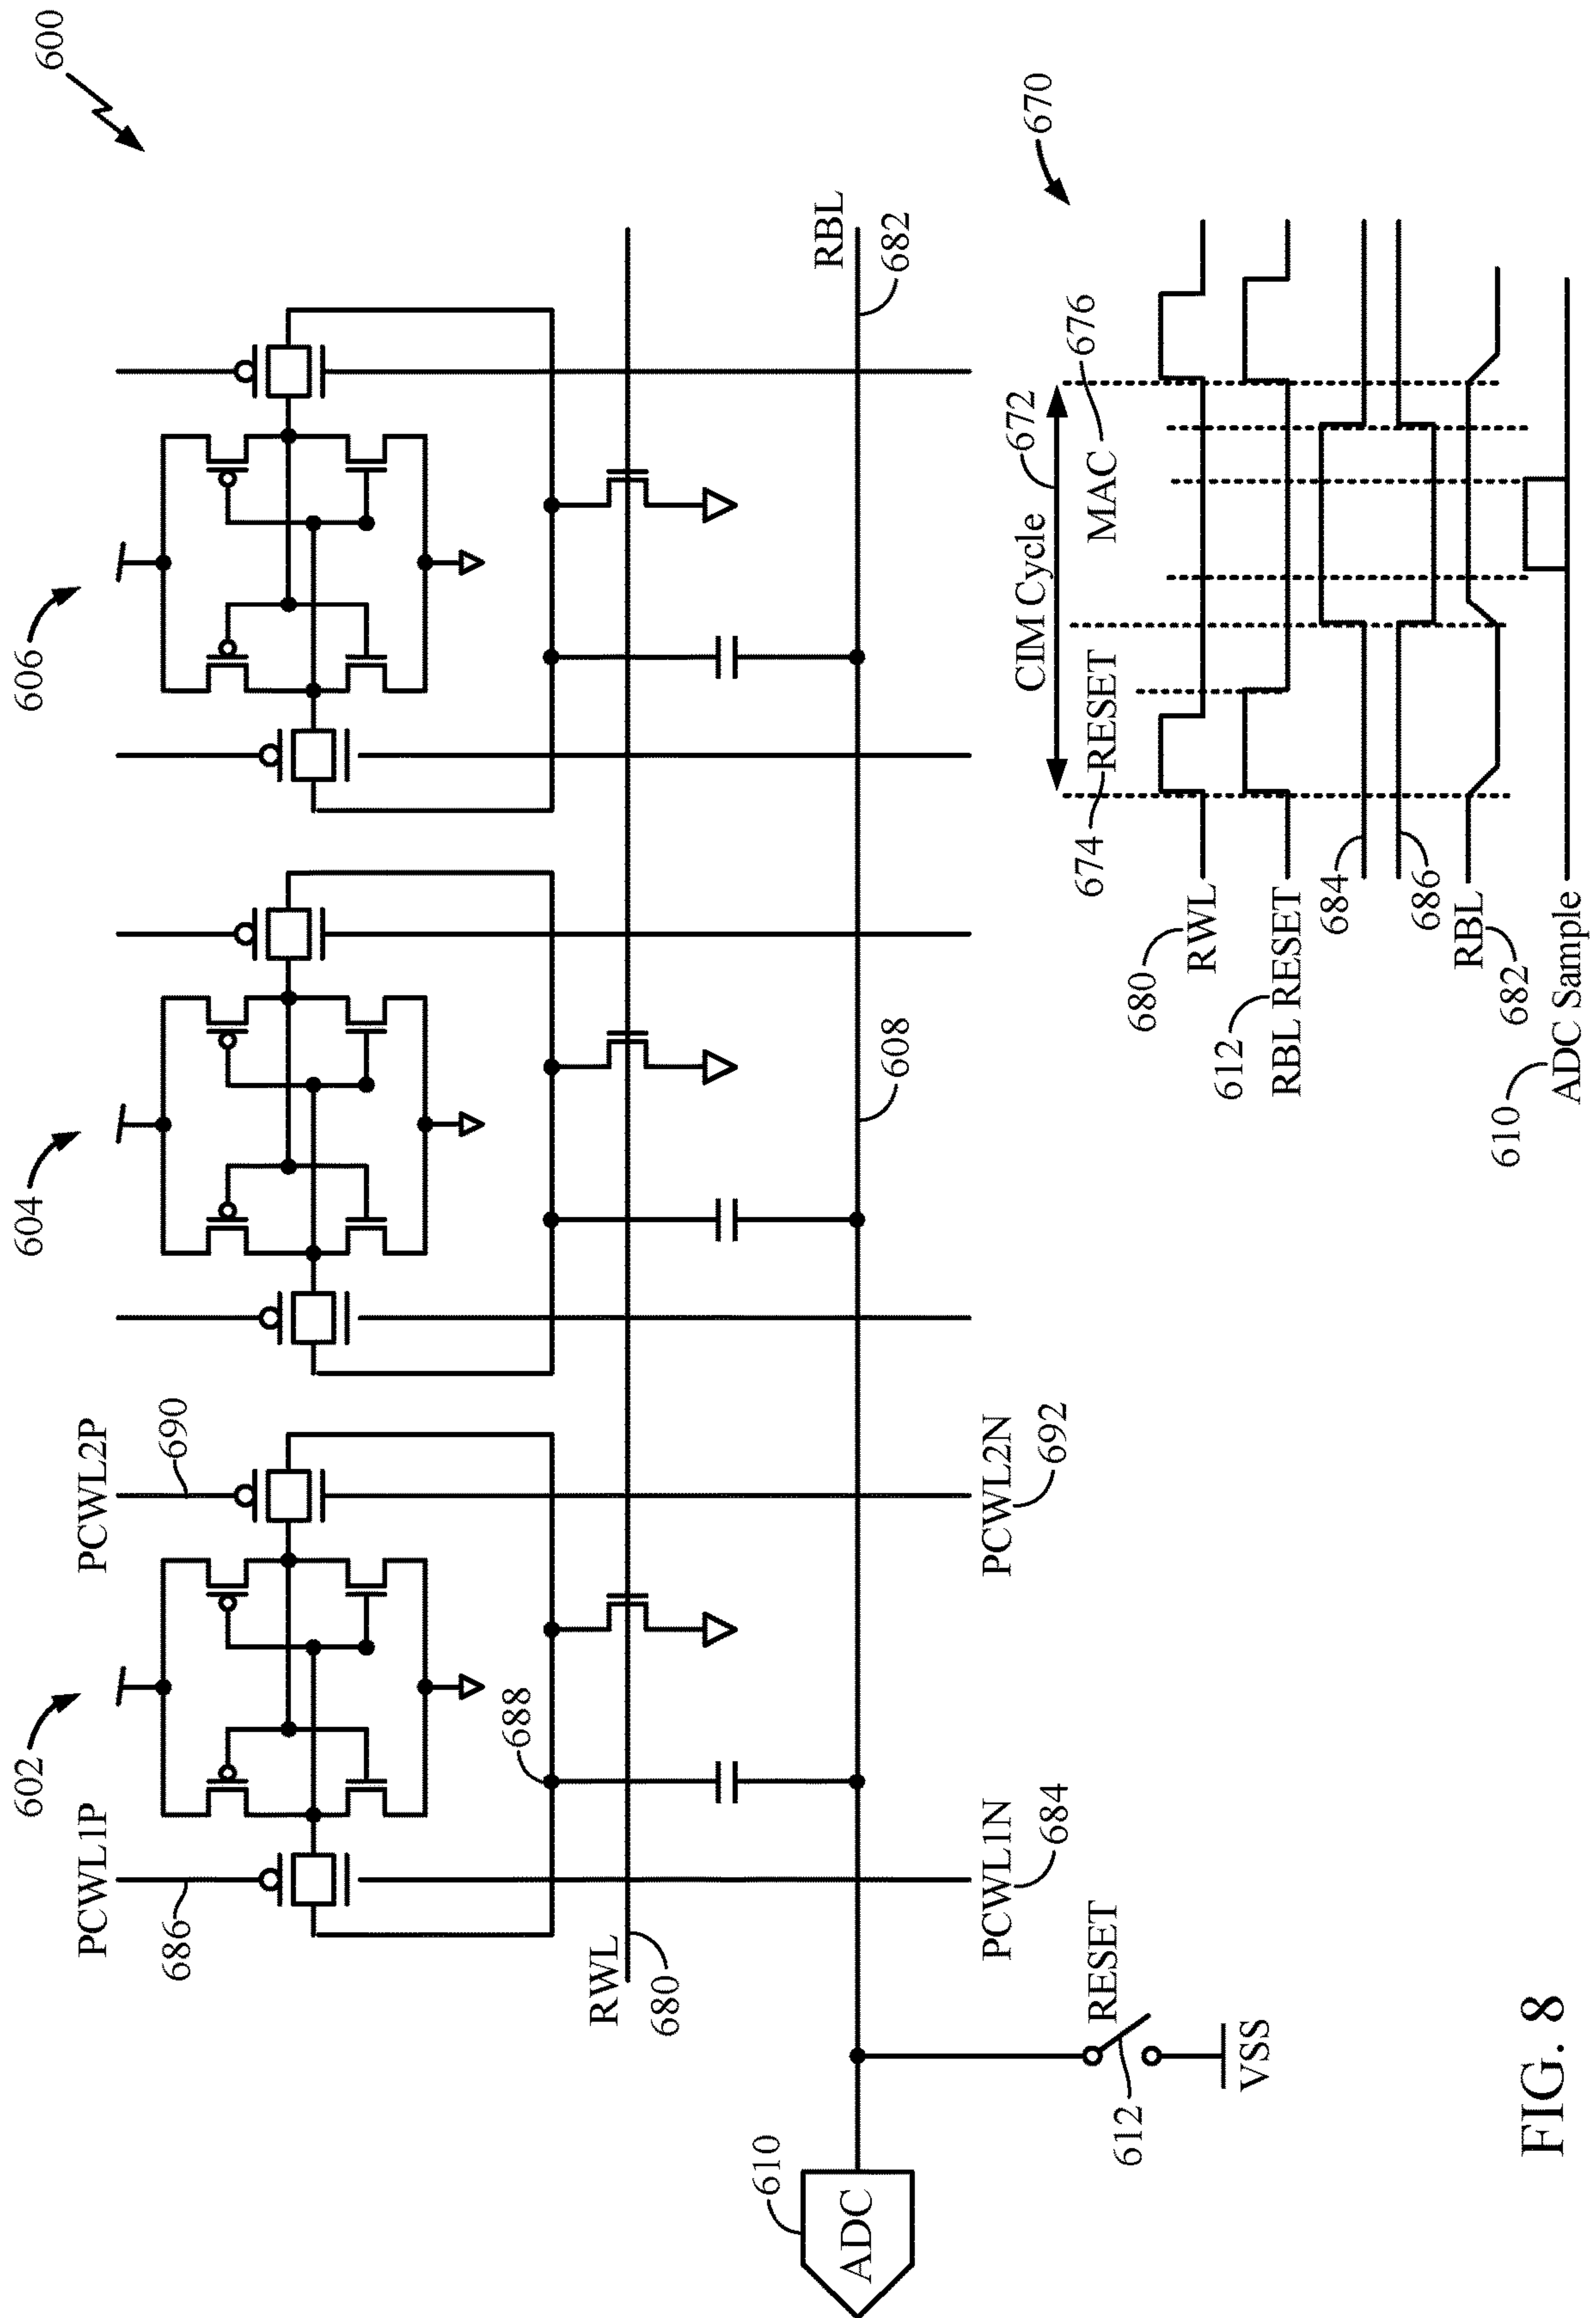 600
602
604
606
PCWL1P
686
PCWL2P
690
688
RWL
680
PCWL1N
684
PCWL2N
692
608
RBL
682
610
ADC
RESET
612
VSS
670
CIM Cycle
672
674
RESET
MAC
676
680
RWL
612
RBL RESET
684
686
RBL
682
610
ADC Sample
FIG. 8